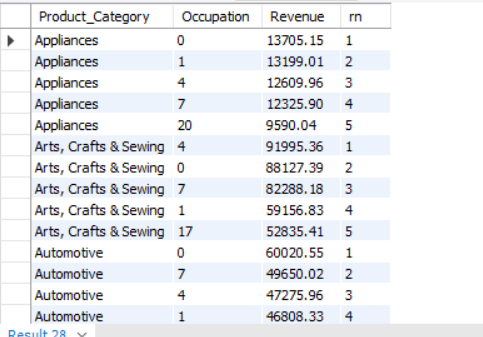 Product_Category Occupation Revenue rn
Appliances 0 13705.15 1
Appliances 1 13199.01 2
Appliances 4 12609.96 3
Appliances 7 12325.90 4
Appliances 20 9590.04 5
Arts, Crafts & Sewing 4 91995.36 1
Arts, Crafts & Sewing 0 88127.39 2
Arts, Crafts & Sewing 7 82288.18 3
Arts, Crafts & Sewing 1 59156.83 4
Arts, Crafts & Sewing 17 52835.41 5
Automotive 0 60020.55 1
Automotive 7 49650.02 2
Automotive 4 47275.96 3
Automotive 1 46808.33 4
Result 28